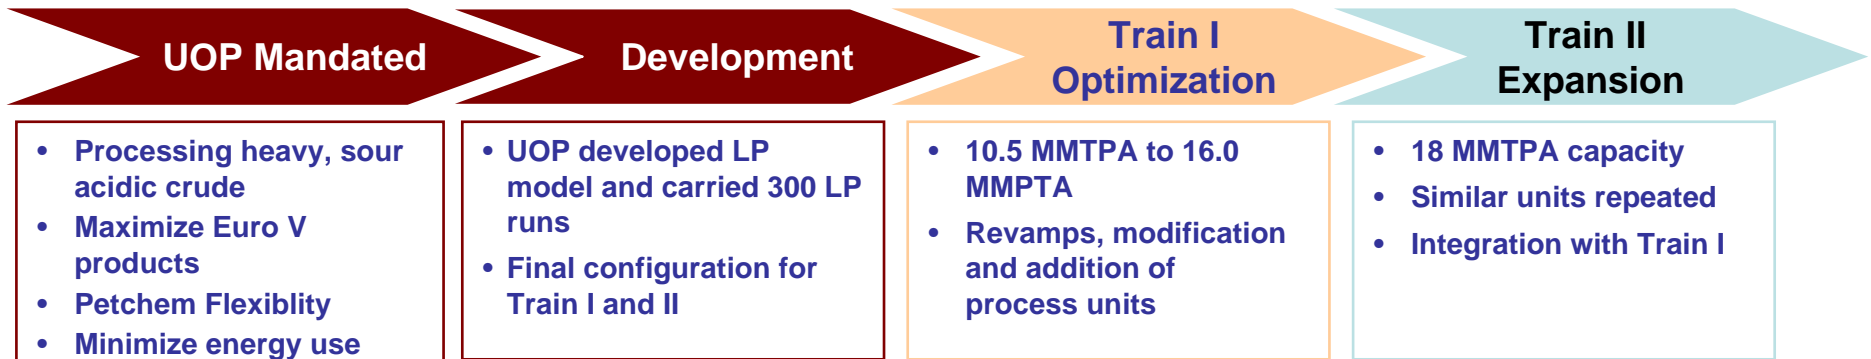 UOP Mandated
• Processing heavy, sour
acidic crude
• Maximize Euro V
products
• Petchem Flexiblity
• Minimize energy use
Development
• UOP developed LP
model and carried 300 LP
runs
• Final configuration for
Train I and II
Train I
Optimization
• 10.5 MMTPA to 16.0
MMPTA
• Revamps, modification
and addition of
process units
Train II
Expansion
• 18 MMTPA capacity
• Similar units repeated
• Integration with Train I